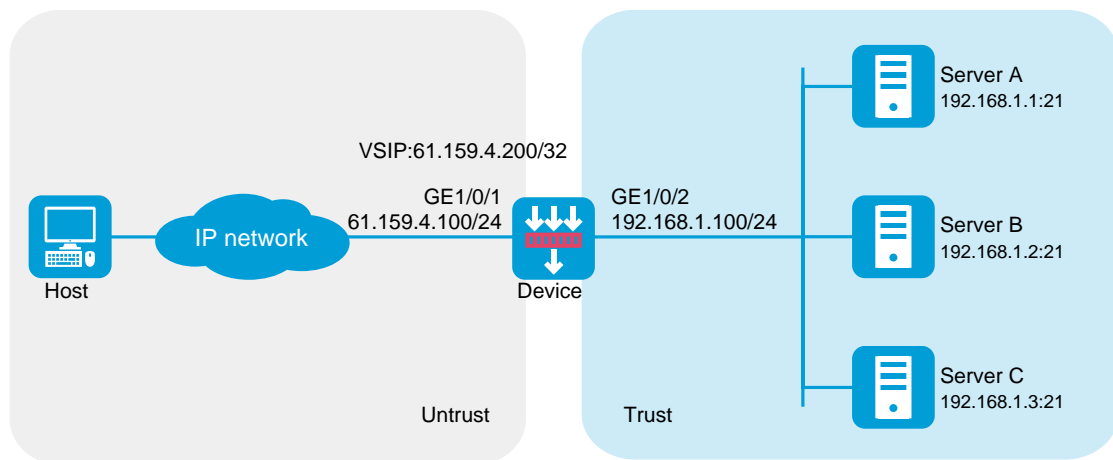 Server A
192.168.1.1:21
VSIP:61.159.4.200/32
GE1/0/1
61.159.4.100/24
GE1/0/2
192.168.1.100/24
IP network
Server B
192.168.1.2:21
Host
Device
Server C
192.168.1.3:21
Untrust
Trust